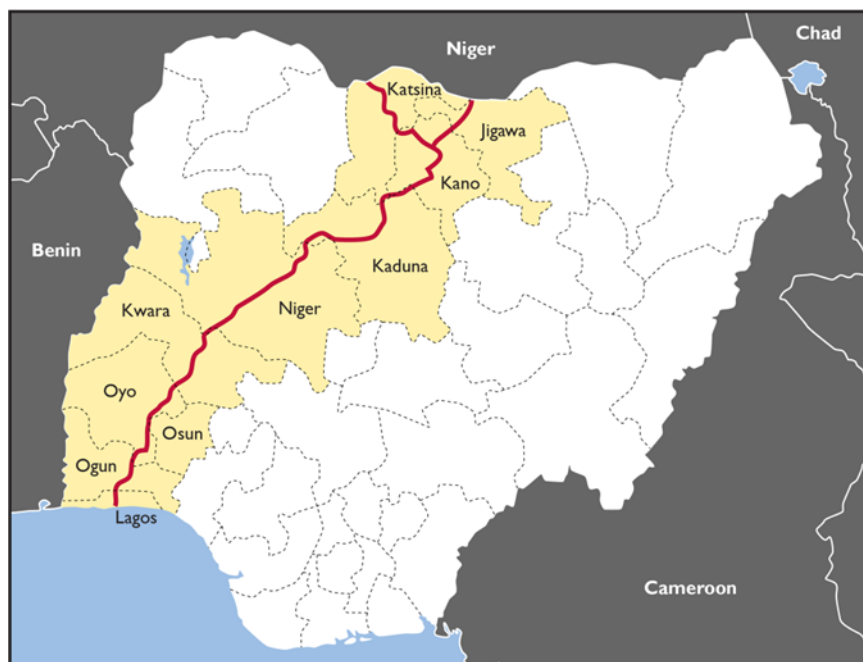 Chad
Niger
Katsina
Jigawa
Kano
Benin
Kaduna
Kwara
Niger
Oyo
Osun
Ogun
Lagos
Cameroon